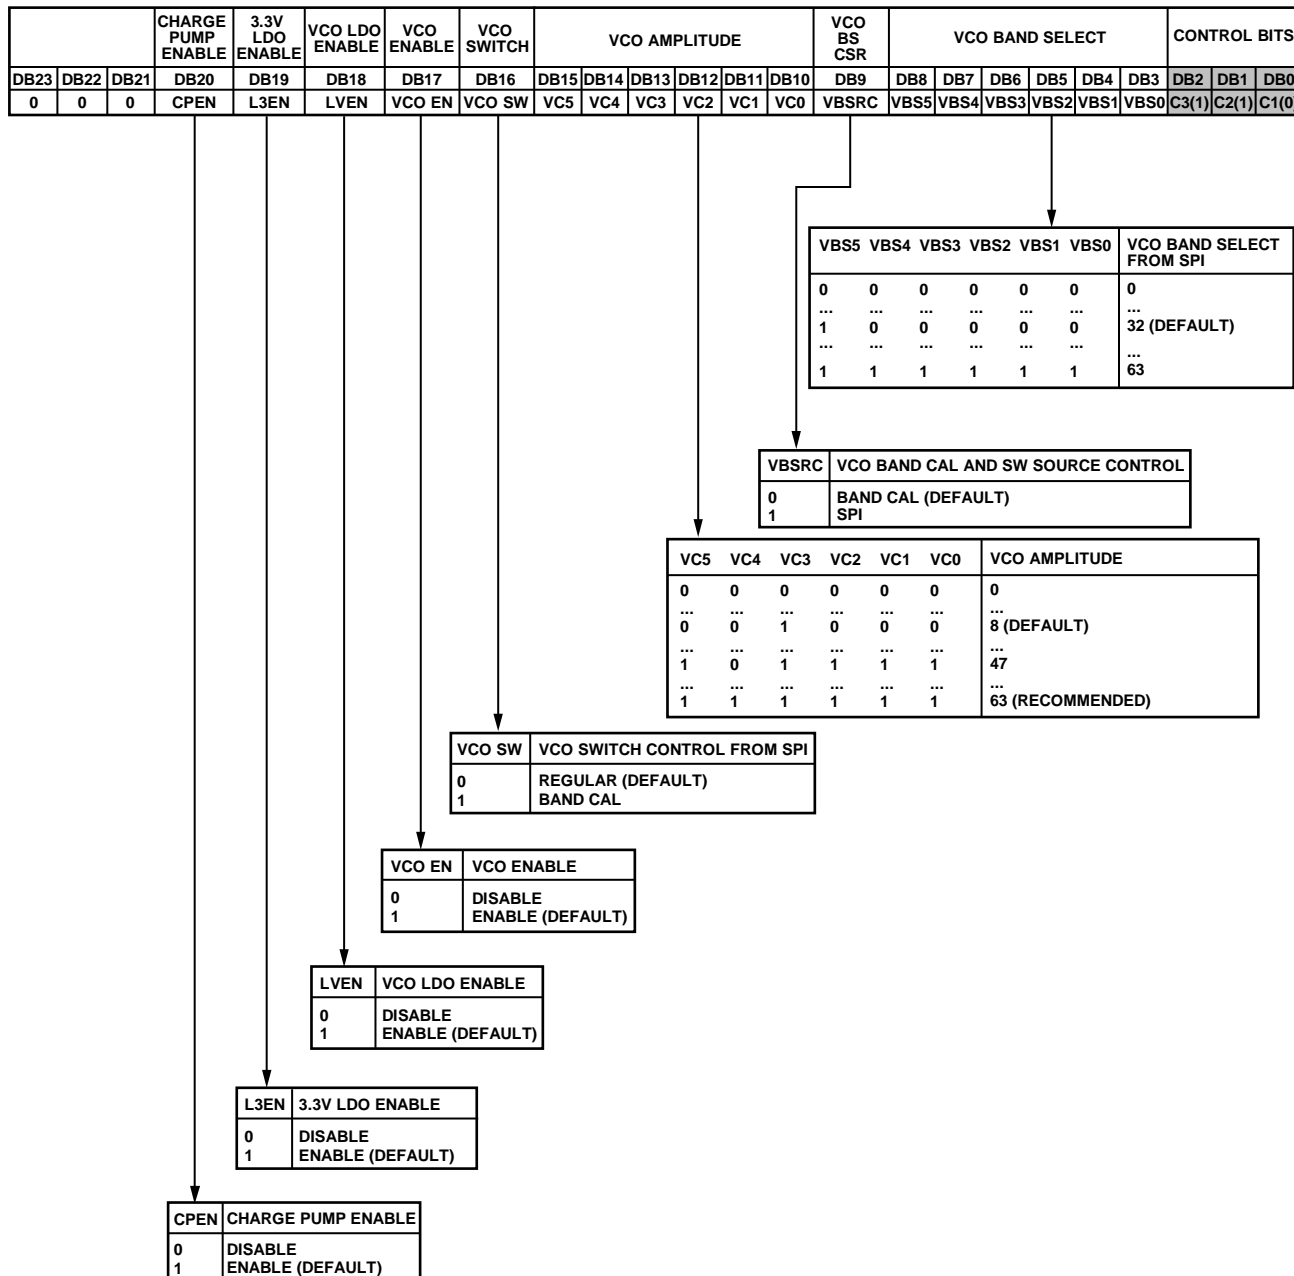 CHARGE PUMP ENABLE 3.3V LDO ENABLE VCO LDO ENABLE VCO ENABLE VCO SWITCH VCO AMPLITUDE VCO BS CSR VCO BAND SELECT CONTROL BITS
DB23 DB22 DB21 DB20 DB19 DB18 DB17 DB16 DB15 DB14 DB13 DB12 DB11 DB10 DB9 DB8 DB7 DB6 DB5 DB4 DB3 DB2 DB1 DB0
0 0 0 CPEN L3EN LVEN VCO EN VCO SW VC5 VC4 VC3 VC2 VC1 VC0 VBSRC VBS5 VBS4 VBS3 VBS2 VBS1 VBS0 C3(1) C2(1) C1(0)
VBS5 VBS4 VBS3 VBS2 VBS1 VBS0 VCO BAND SELECT FROM SPI
0 0 0 0 0 0 0
... ... ... ... ... ... ...
1 0 0 0 0 0 32 (DEFAULT)
... ... ... ... ... ... ...
1 1 1 1 1 1 63
VBSRC VCO BAND CAL AND SW SOURCE CONTROL
0 BAND CAL (DEFAULT)
1 SPI
VC5 VC4 VC3 VC2 VC1 VC0 VCO AMPLITUDE
0 0 0 0 0 0 0
... ... ... ... ... ... ...
0 0 1 0 0 0 8 (DEFAULT)
... ... ... ... ... ... ...
1 0 1 1 1 1 47
... ... ... ... ... ... ...
1 1 1 1 1 1 63 (RECOMMENDED)
VCO SW VCO SWITCH CONTROL FROM SPI
0 REGULAR (DEFAULT)
1 BAND CAL
VCO EN VCO ENABLE
0 DISABLE
1 ENABLE (DEFAULT)
LVEN VCO LDO ENABLE
0 DISABLE
1 ENABLE (DEFAULT)
L3EN 3.3V LDO ENABLE
0 DISABLE
1 ENABLE (DEFAULT)
CPEN CHARGE PUMP ENABLE
0 DISABLE
1 ENABLE (DEFAULT)